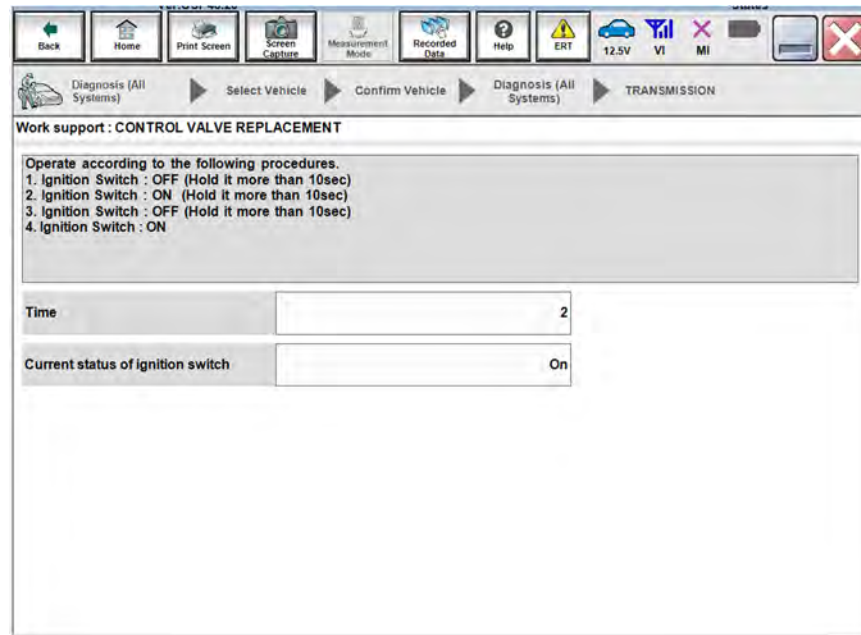 Back
Home
Print Screen
Screen
Capture
Measurement
Mode
Recorded
Data
Help
ERT
12.5V
VI
MI
Diagnosis (All
Systems)
Select Vehicle
Confirm Vehicle
Diagnosis (All
Systems)
TRANSMISSION
Work support : CONTROL VALVE REPLACEMENT
Operate according to the following procedures.
1. Ignition Switch : OFF (Hold it more than 10sec)
2. Ignition Switch : ON (Hold it more than 10sec)
3. Ignition Switch : OFF (Hold it more than 10sec)
4. Ignition Switch : ON
Time
2
Current status of ignition switch
On